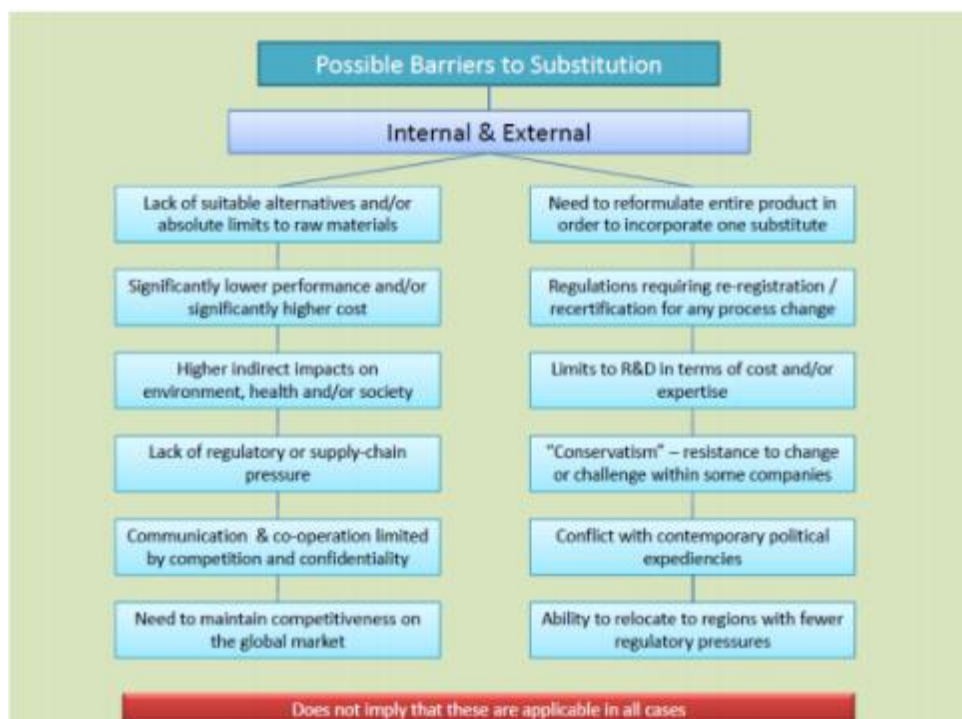 Possible Barriers to Substitution
Internal & External
Lack of suitable alternatives and/or
absolute limits to raw materials
Significantly lower performance and/or
significantly higher cost
Higher indirect impacts on
environment, health and/or society
Lack of regulatory or supply-chain
pressure
Communication & co-operation limited
by competition and confidentiality
Need to maintain competitiveness on
the global market
Need to reformulate entire product in
order to incorporate one substitute
Regulations requiring re-registration /
recertification for any process change
Limits to R&D in terms of cost and/or
expertise
“Conservatism” – resistance to change
or challenge within some companies
Conflict with contemporary political
expediencies
Ability to relocate to regions with fewer
regulatory pressures
Does not imply that these are applicable in all cases